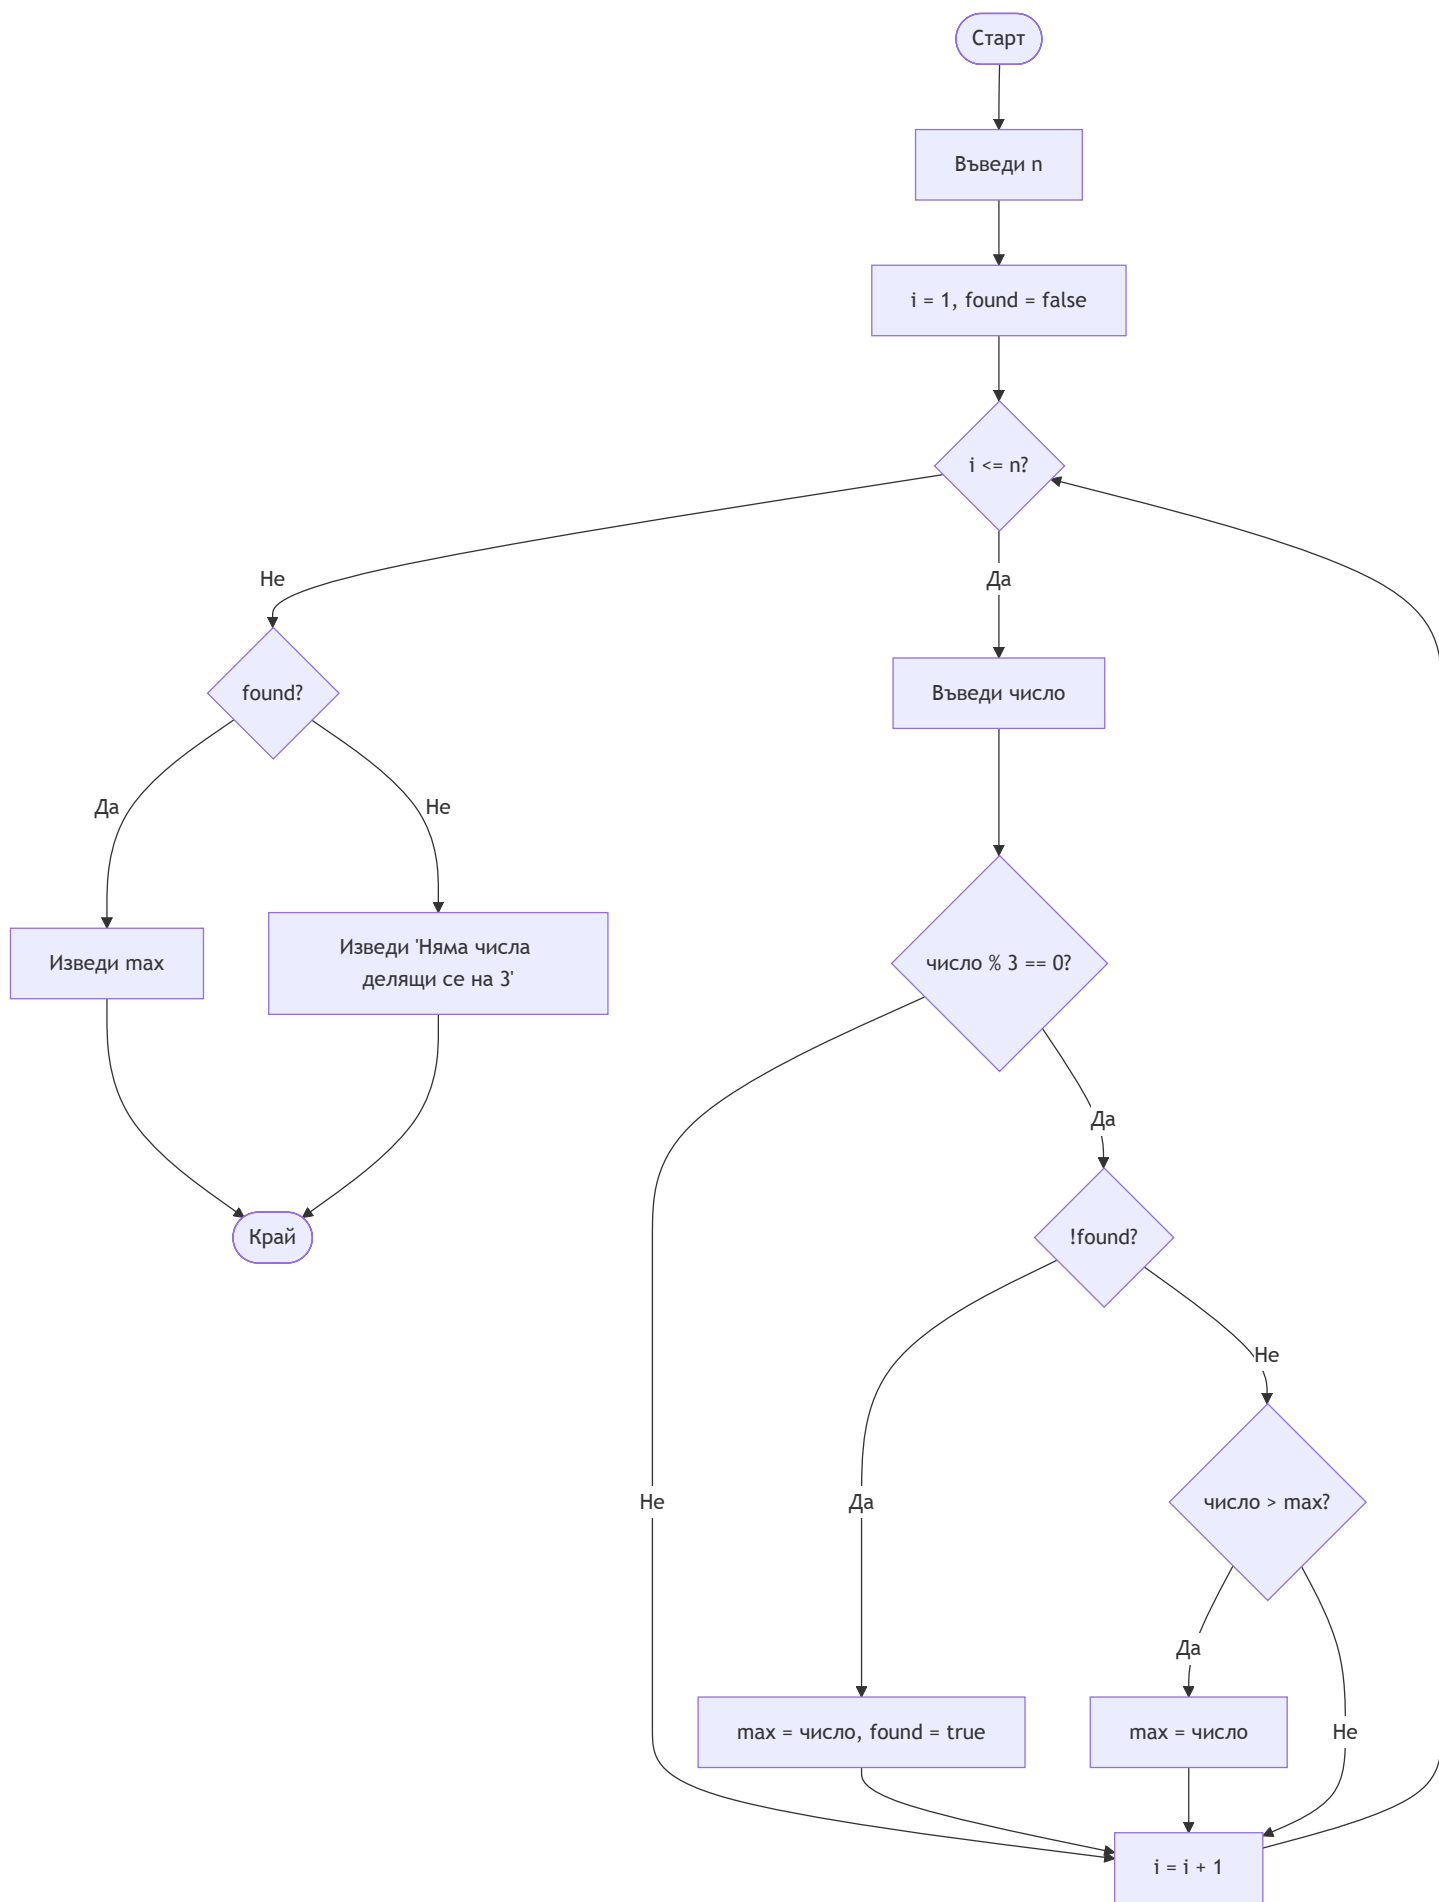 Старт
Въведи n
i = 1, found = false
i <= n?
Не
Да
found?
Въведи число
Да
Не
Изведи max
Изведи 'Няма числа
делящи се на 3'
число % 3 == 0?
Да
Край
!found?
Не
Не
Да
число > max?
Да
max = число, found = true
max = число
Не
i = i + 1